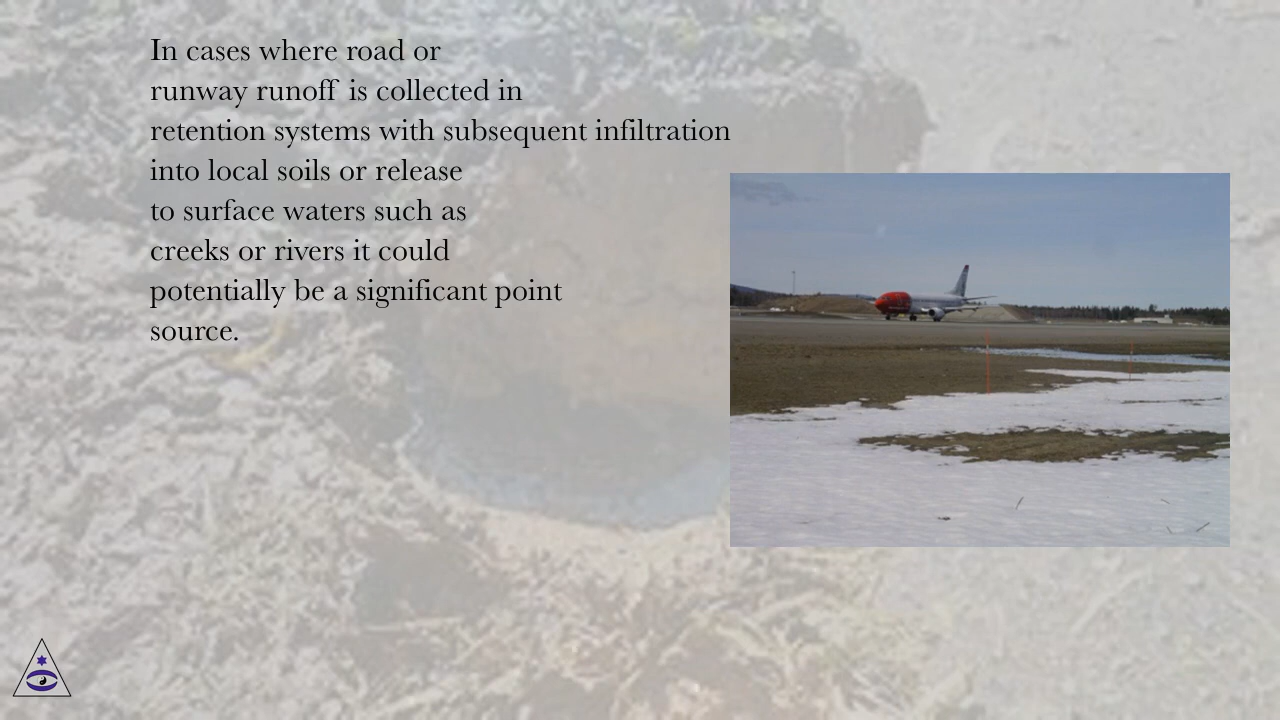 In cases where road or
runway runoff is collected in
retention systems with subsequent infiltration
into local soils or release
to surface waters such as
creeks or rivers it could
potentially be a significant point
source.